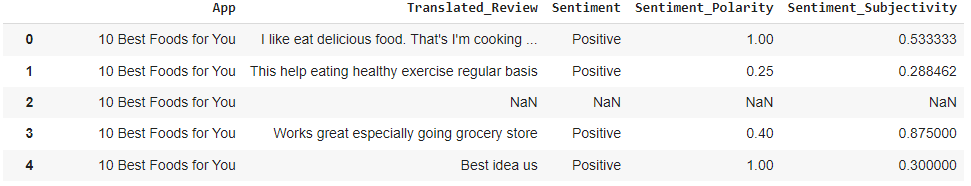 App Translated_Review Sentiment Sentiment_Polarity Sentiment_Subjectivity
0 10 Best Foods for You I like eat delicious food. That's I'm cooking ... Positive 1.00 0.533333
1 10 Best Foods for You This help eating healthy exercise regular basis Positive 0.25 0.288462
2 10 Best Foods for You NaN NaN NaN NaN
3 10 Best Foods for You Works great especially going grocery store Positive 0.40 0.875000
4 10 Best Foods for You Best idea us Positive 1.00 0.300000